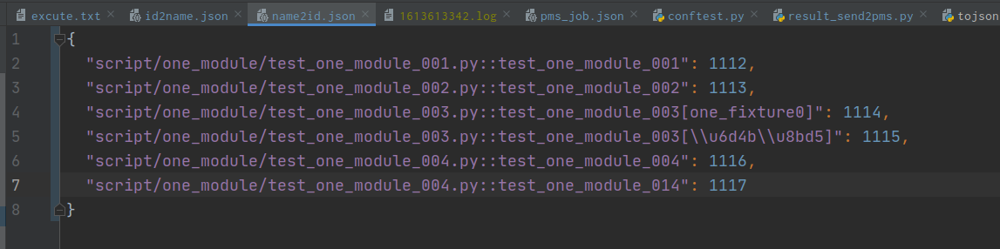 excute.txt id2name.json name2id.json 1613613342.log pms_job.json conftest.py result_send2pms.py tojson
1 {
2 "script/one_module/test_one_module_001.py::test_one_module_001": 1112,
3 "script/one_module/test_one_module_002.py::test_one_module_002": 1113,
4 "script/one_module/test_one_module_003.py::test_one_module_003[one_fixture0]": 1114,
5 "script/one_module/test_one_module_003.py::test_one_module_003[\\u6d4b\\u8bd5]": 1115,
6 "script/one_module/test_one_module_004.py::test_one_module_004": 1116,
7 "script/one_module/test_one_module_004.py::test_one_module_014": 1117
8 }